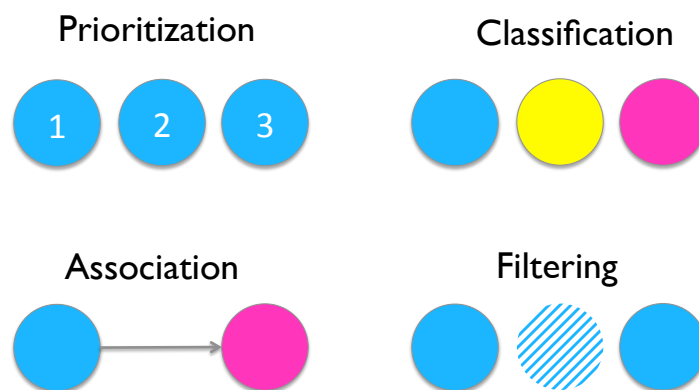 Prioritization
1 2 3
Classification
Association
Filtering